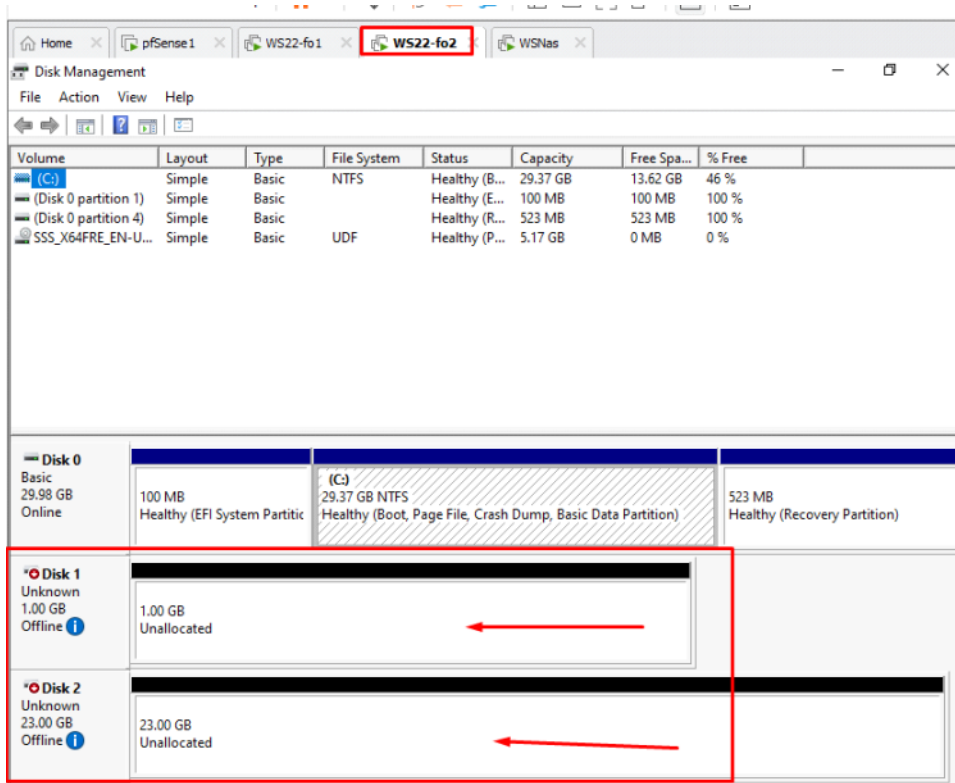 Home pfSense1 WS22-fo1 WS22-fo2 WSNas
Disk Management
File Action View Help
Volume Layout Type File System Status Capacity Free Spa... % Free
(C:) Simple Basic NTFS Healthy (B... 29.37 GB 13.62 GB 46 %
(Disk 0 partition 1) Simple Basic Healthy (E... 100 MB 100 MB 100 %
(Disk 0 partition 4) Simple Basic Healthy (R... 523 MB 523 MB 100 %
SSS_X64FRE_EN-U... Simple Basic UDF Healthy (P... 5.17 GB 0 MB 0 %
Disk 0
Basic
29.98 GB
Online
100 MB
Healthy (EFI System Partitic
(C:)
29.37 GB NTFS
Healthy (Boot, Page File, Crash Dump, Basic Data Partition)
523 MB
Healthy (Recovery Partition)
Disk 1
Unknown
1.00 GB
Offline
1.00 GB
Unallocated
Disk 2
Unknown
23.00 GB
Offline
23.00 GB
Unallocated